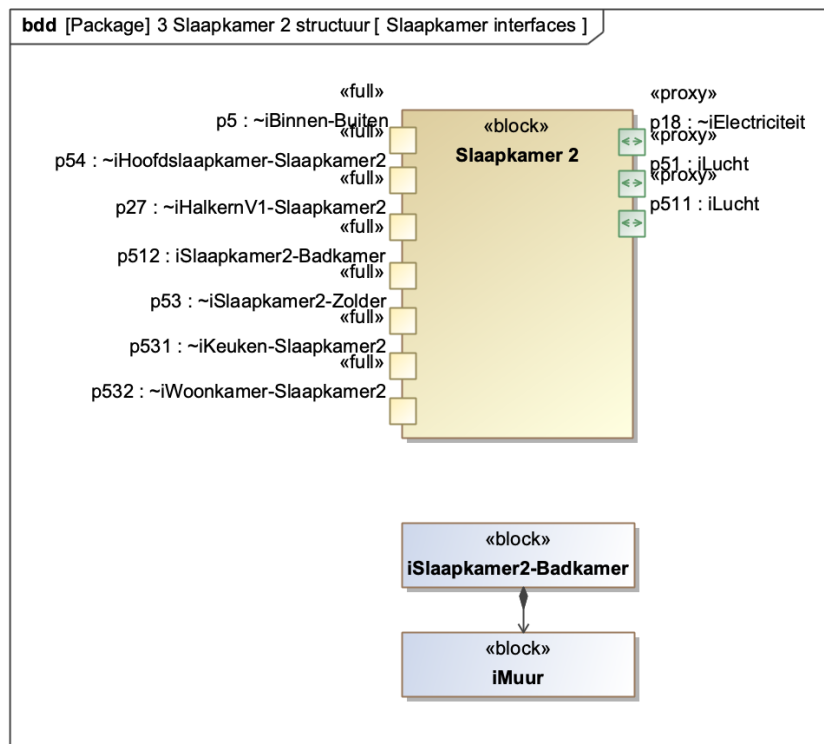 bdd [Package] 3 Slaapkamer 2 structuur [ Slaapkamer interfaces ]
«full»
p5 : ~iBinnen-Buiten
«full»
p54 : ~iHoofdslaapkamer-Slaapkamer2
«full»
p27 : ~iHalkernV1-Slaapkamer2
«full»
p512 : iSlaapkamer2-Badkamer
«full»
p53 : ~iSlaapkamer2-Zolder
«full»
p531 : ~iKeuken-Slaapkamer2
«full»
p532 : ~iWoonkamer-Slaapkamer2
«block»
Slaapkamer 2
«proxy»
p18 : ~iElectriciteit
«proxy»
p51 : iLucht
«proxy»
p511 : iLucht
«block»
iSlaapkamer2-Badkamer
«block»
iMuur